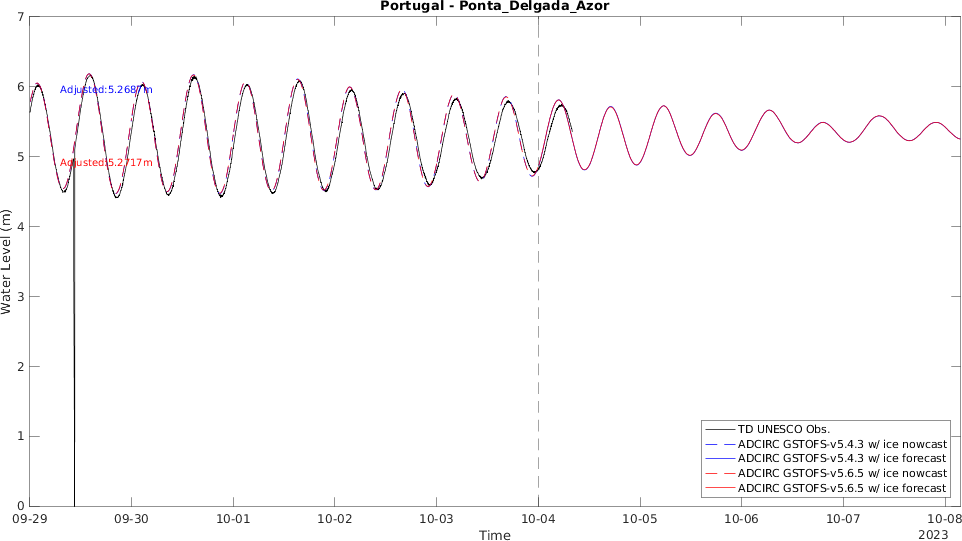 Portugal - Ponta_Delgada_Azor
7
6
5
4
3
2
1
0
Water Level (m)
Adjusted:5.2687m
Adjusted:5.2717m
TD UNESCO Obs.
ADCIRC GSTOFS-v5.4.3 w/ ice nowcast
ADCIRC GSTOFS-v5.4.3 w/ ice forecast
ADCIRC GSTOFS-v5.6.5 w/ ice nowcast
ADCIRC GSTOFS-v5.6.5 w/ ice forecast
09-29 09-30 10-01 10-02 10-03 10-04 10-05 10-06 10-07 10-08
Time
2023